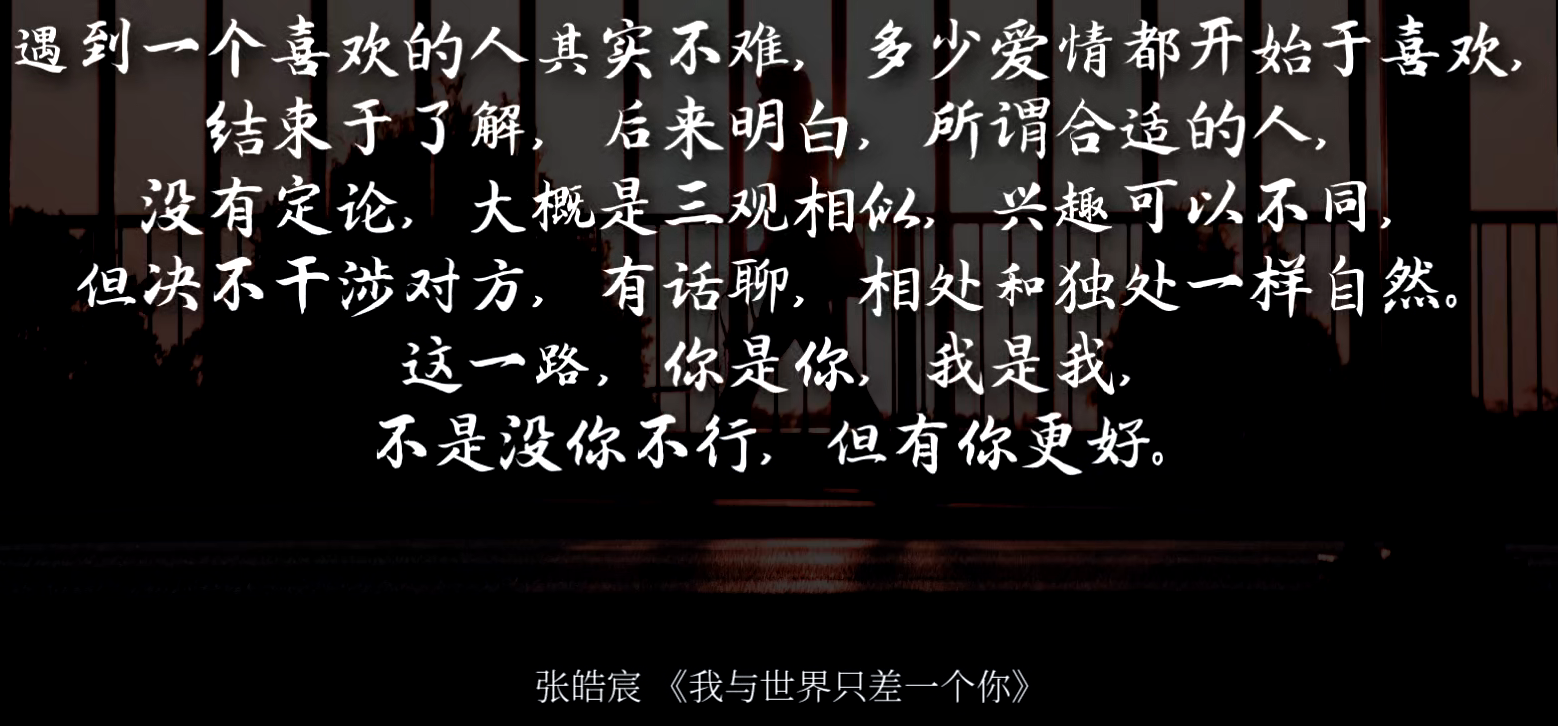 遇到一个喜欢的人其实不难，多少爱情都开始于喜欢，
结束于了解，后来明白，所谓合适的人，
没有定论，大概是三观相似，兴趣可以不同，
但决不干涉对方，有话聊，相处和独处一样自然。
这一路，你是你，我是我，
不是没你不行，但有你更好。
张皓宸 《我与世界只差一个你》